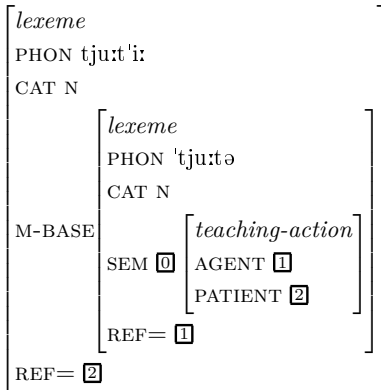 lexeme
PHON tjuːtˈiː
CAT N
lexeme
PHON ˈtjuːtə
CAT N
M-BASE
SEM 0
teaching-action
AGENT 1
PATIENT 2
REF= 1
REF= 2